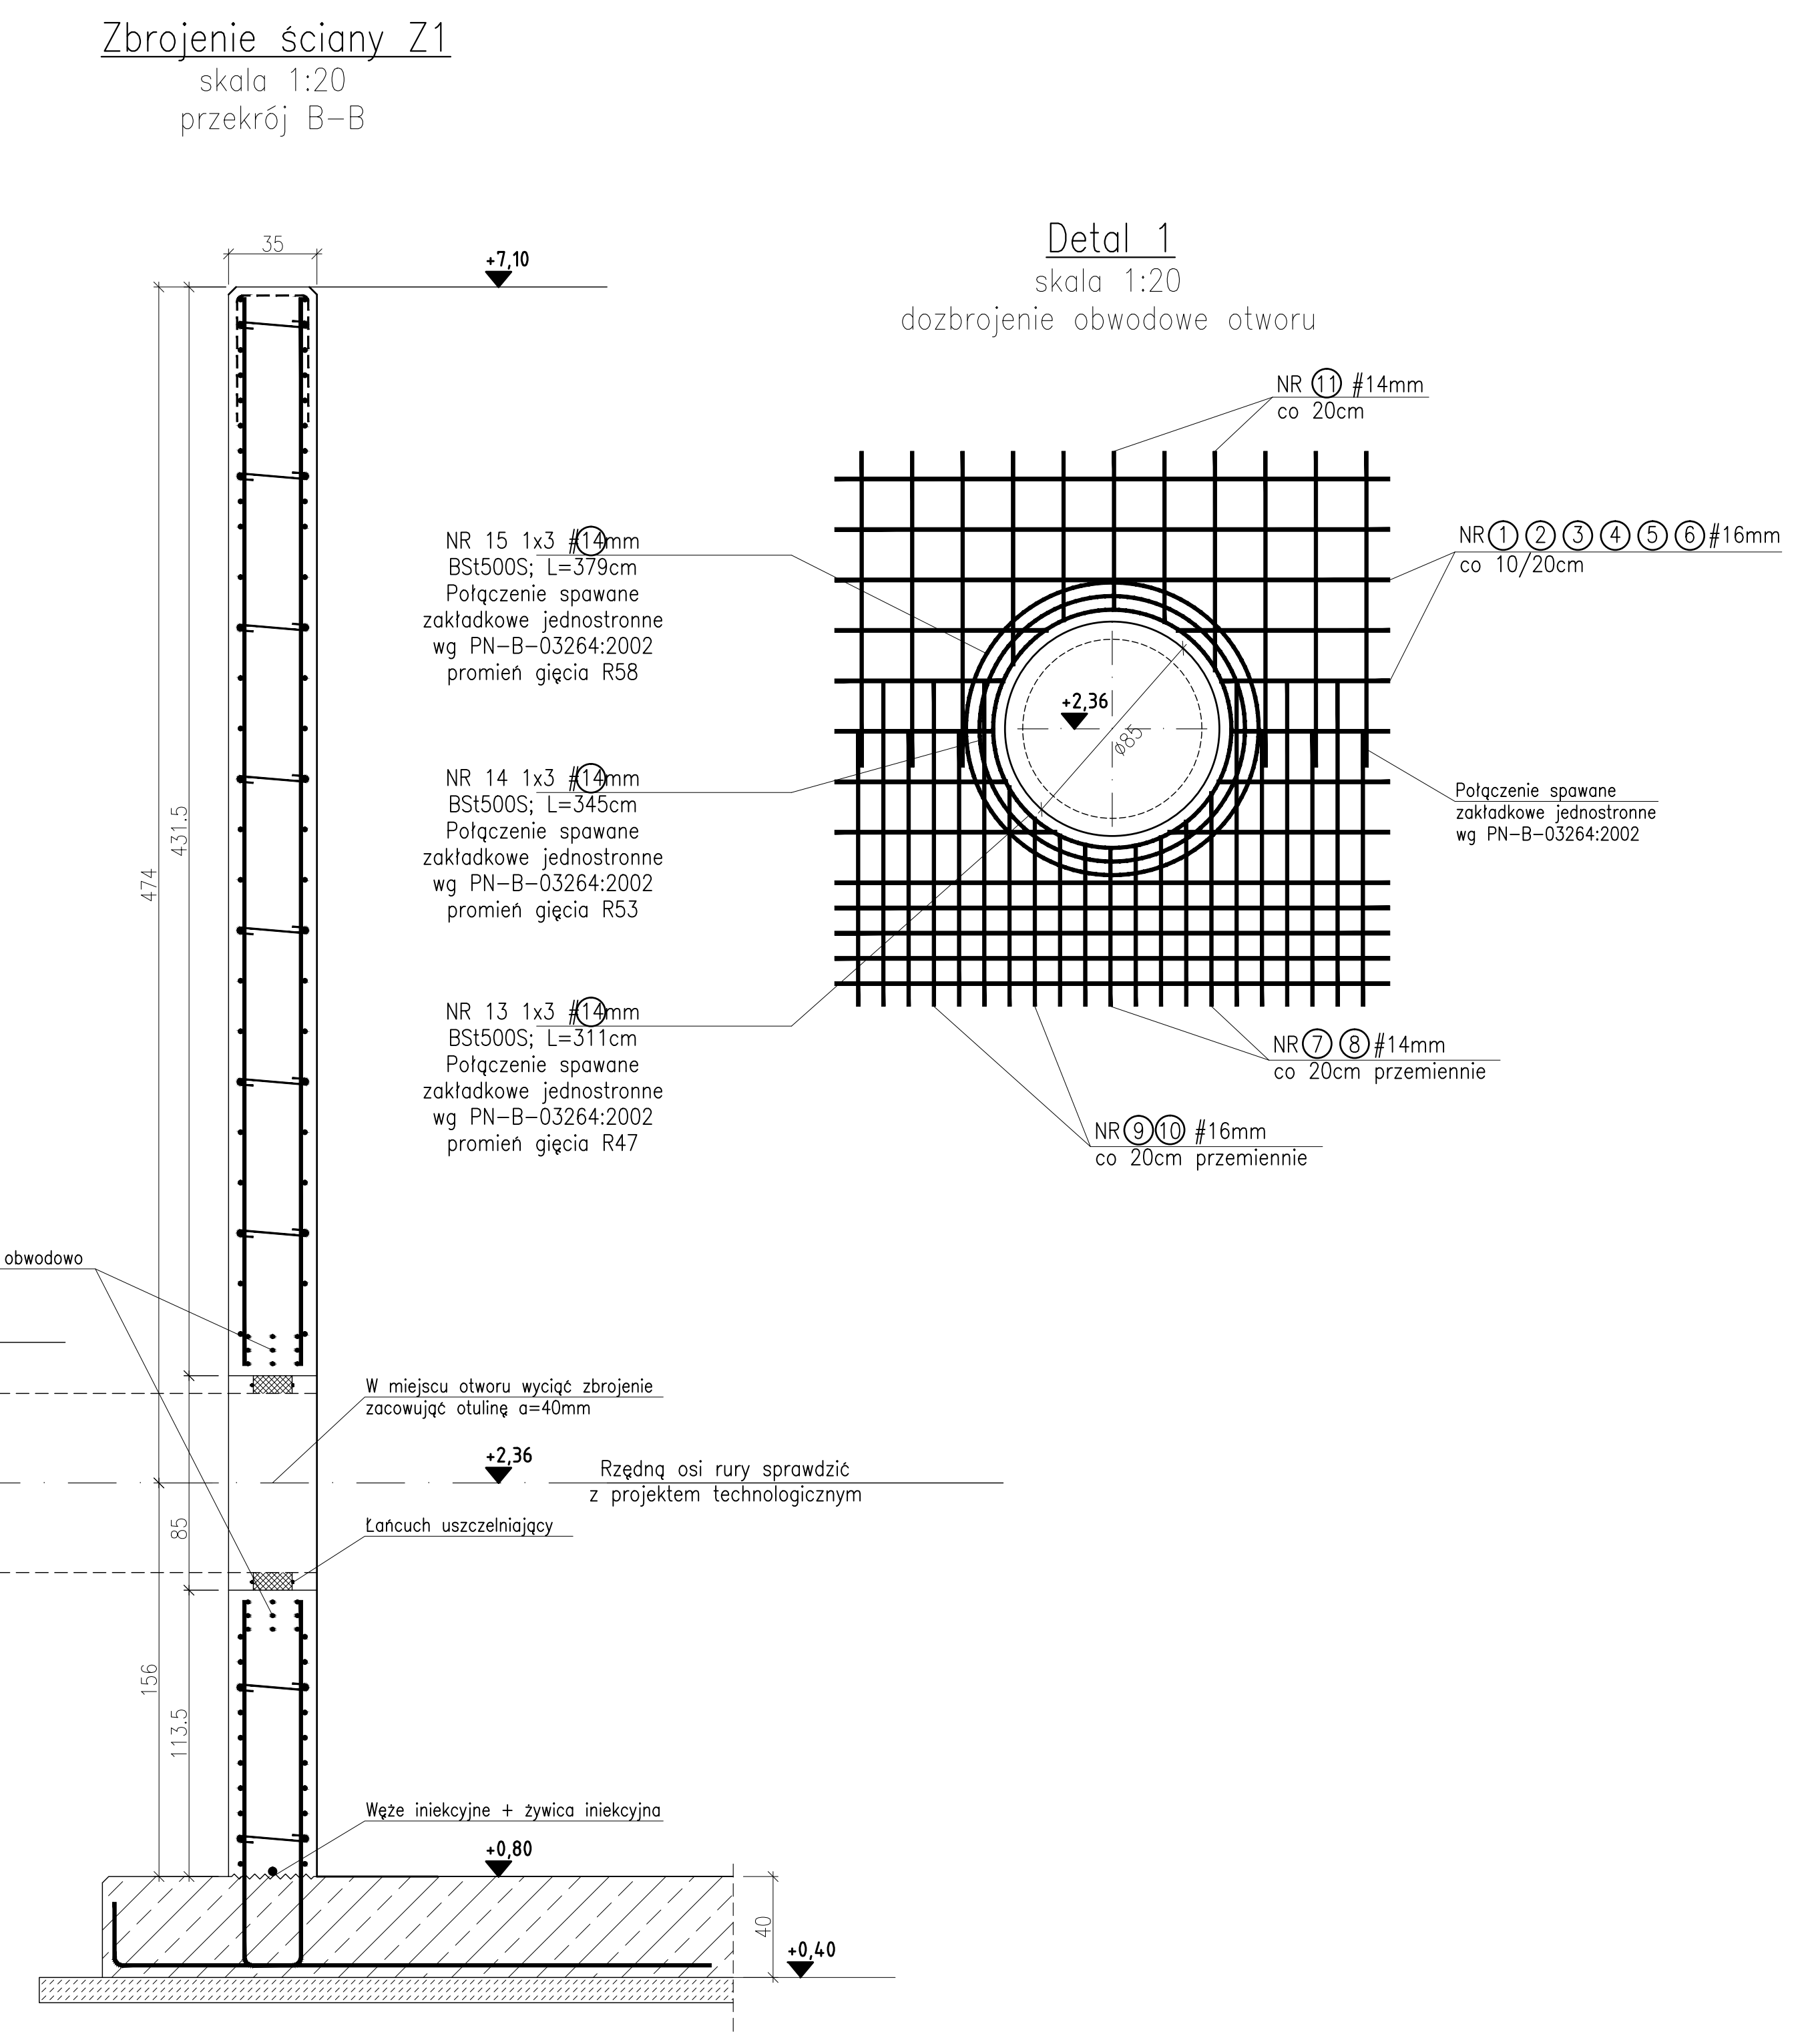 Zbrojenie ściany Z1
skala 1:20
przekrój B-B
35
+7,10
474
431.5
85
156
113.5
obwodowo
W miejscu otworu wyciąć zbrojenie
zacowująć otulinę a=40mm
+2,36
Rzędną osi rury sprawdzić
z projektem technologicznym
Łańcuch uszczelniający
Węże iniekcyjne + żywica iniekcyjna
+0,80
40
+0,40
Detal 1
skala 1:20
dozbrojenie obwodowe otworu
NR 11 #14mm
co 20cm
NR 1 2 3 4 5 6 #16mm
co 10/20cm
NR 15 1x3 #14mm
BSt500S; L=379cm
Połączenie spawane
zakładkowe jednostronne
wg PN-B-03264:2002
promień gięcia R58
NR 14 1x3 #14mm
BSt500S; L=345cm
Połączenie spawane
zakładkowe jednostronne
wg PN-B-03264:2002
promień gięcia R53
NR 13 1x3 #14mm
BSt500S; L=311cm
Połączenie spawane
zakładkowe jednostronne
wg PN-B-03264:2002
promień gięcia R47
+2,36
ø85
Połączenie spawane
zakładkowe jednostronne
wg PN-B-03264:2002
NR 7 8 #14mm
co 20cm przemiennie
NR 9 10 #16mm
co 20cm przemiennie